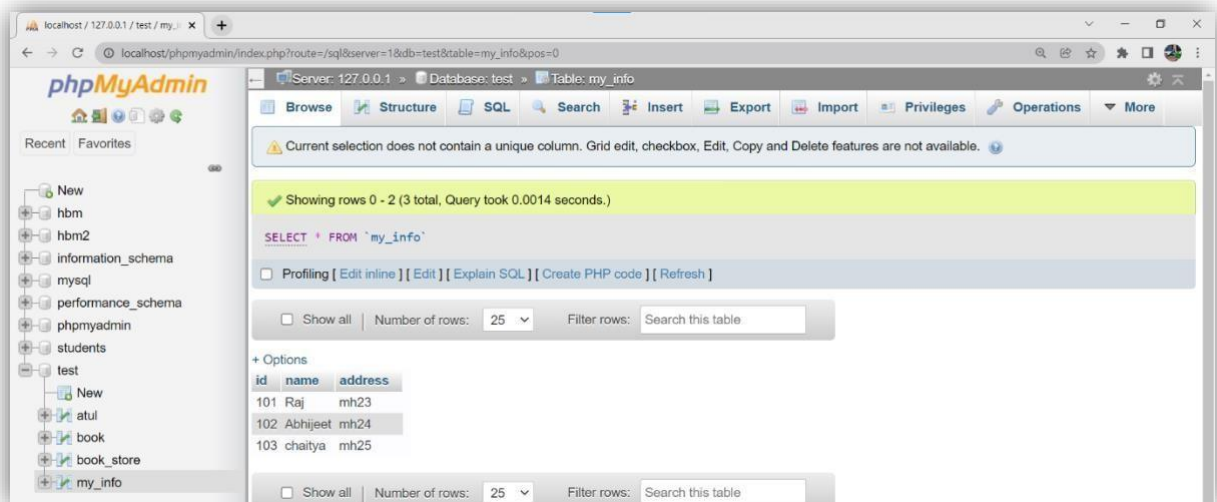 localhost / 127.0.0.1 / test / my_i
localhost/phpmyadmin/index.php?route=/sql&server=1&db=test&table=my_info&pos=0
phpMyAdmin
Recent Favorites
New
hbm
hbm2
information_schema
mysql
performance_schema
phpmyadmin
students
test
New
atul
book
book_store
my_info
Server: 127.0.0.1 » Database: test » Table: my_info
Browse Structure SQL Search Insert Export Import Privileges Operations More
Current selection does not contain a unique column. Grid edit, checkbox, Edit, Copy and Delete features are not available.
Showing rows 0 - 2 (3 total, Query took 0.0014 seconds.)
SELECT * FROM `my_info`
Profiling [ Edit inline ] [ Edit ] [ Explain SQL ] [ Create PHP code ] [ Refresh ]
Show all | Number of rows: 25 Filter rows: Search this table
+ Options
id name address
101 Raj mh23
102 Abhijeet mh24
103 chaitya mh25
Show all | Number of rows: 25 Filter rows: Search this table